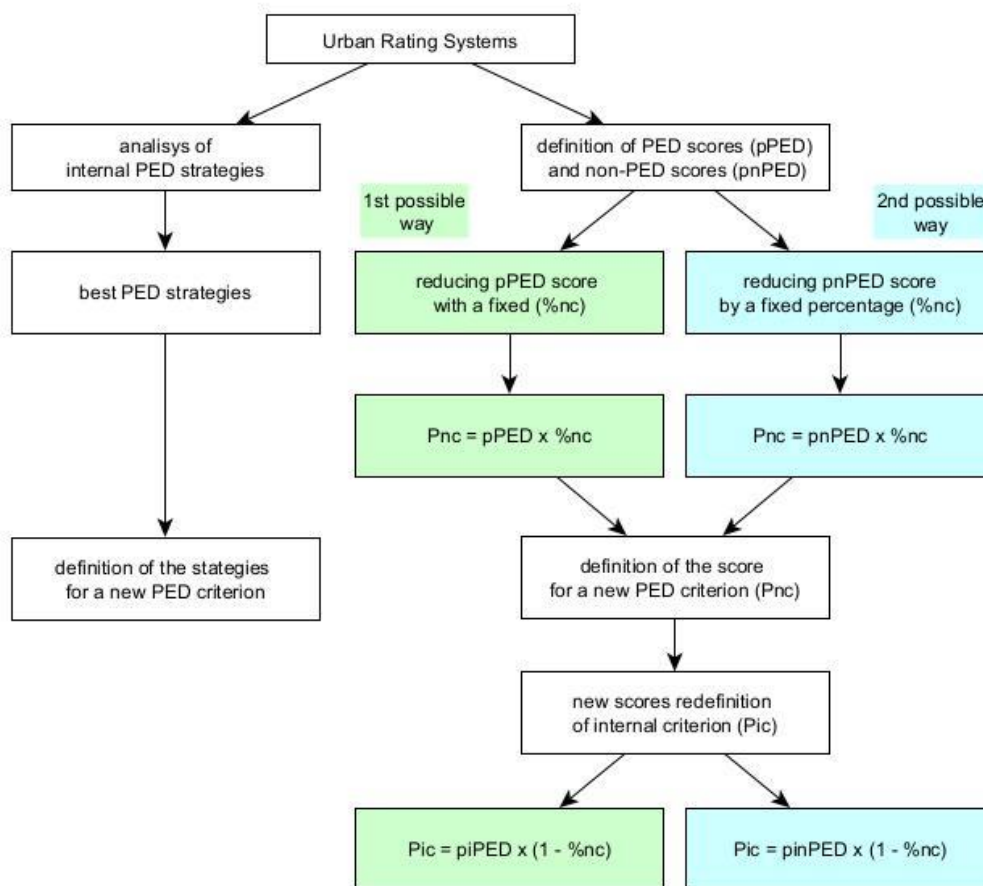 Urban Rating Systems
analisys of
internal PED strategies
definition of PED scores (pPED)
and non-PED scores (pnPED)
1st possible
way
2nd possible
way
best PED strategies
reducing pPED score
with a fixed (%nc)
reducing pnPED score
by a fixed percentage (%nc)
Pnc = pPED x %nc
Pnc = pnPED x %nc
definition of the stategies
for a new PED criterion
definition of the score
for a new PED criterion (Pnc)
new scores redefinition
of internal criterion (Pic)
Pic = piPED x (1 - %nc)
Pic = pinPED x (1 - %nc)